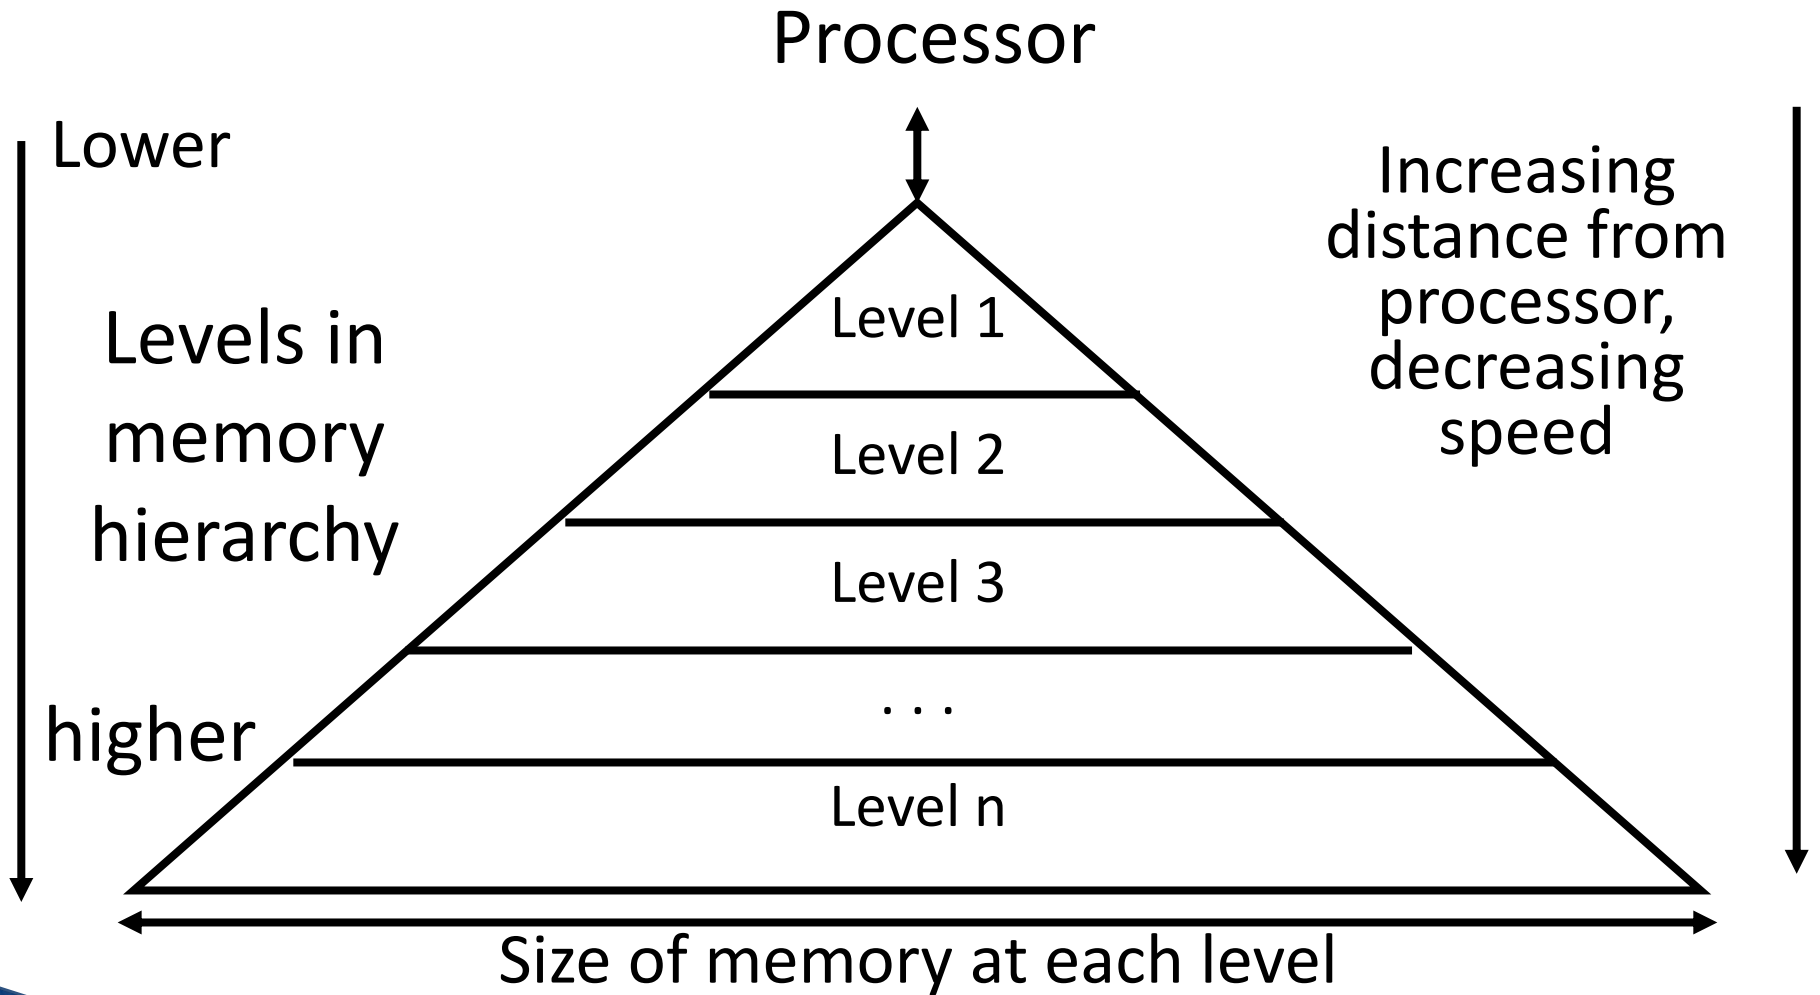 Processor
Lower
Levels in
memory
hierarchy
higher
Level 1
Level 2
Level 3
. . .
Level n
Increasing
distance from
processor,
decreasing
speed
Size of memory at each level